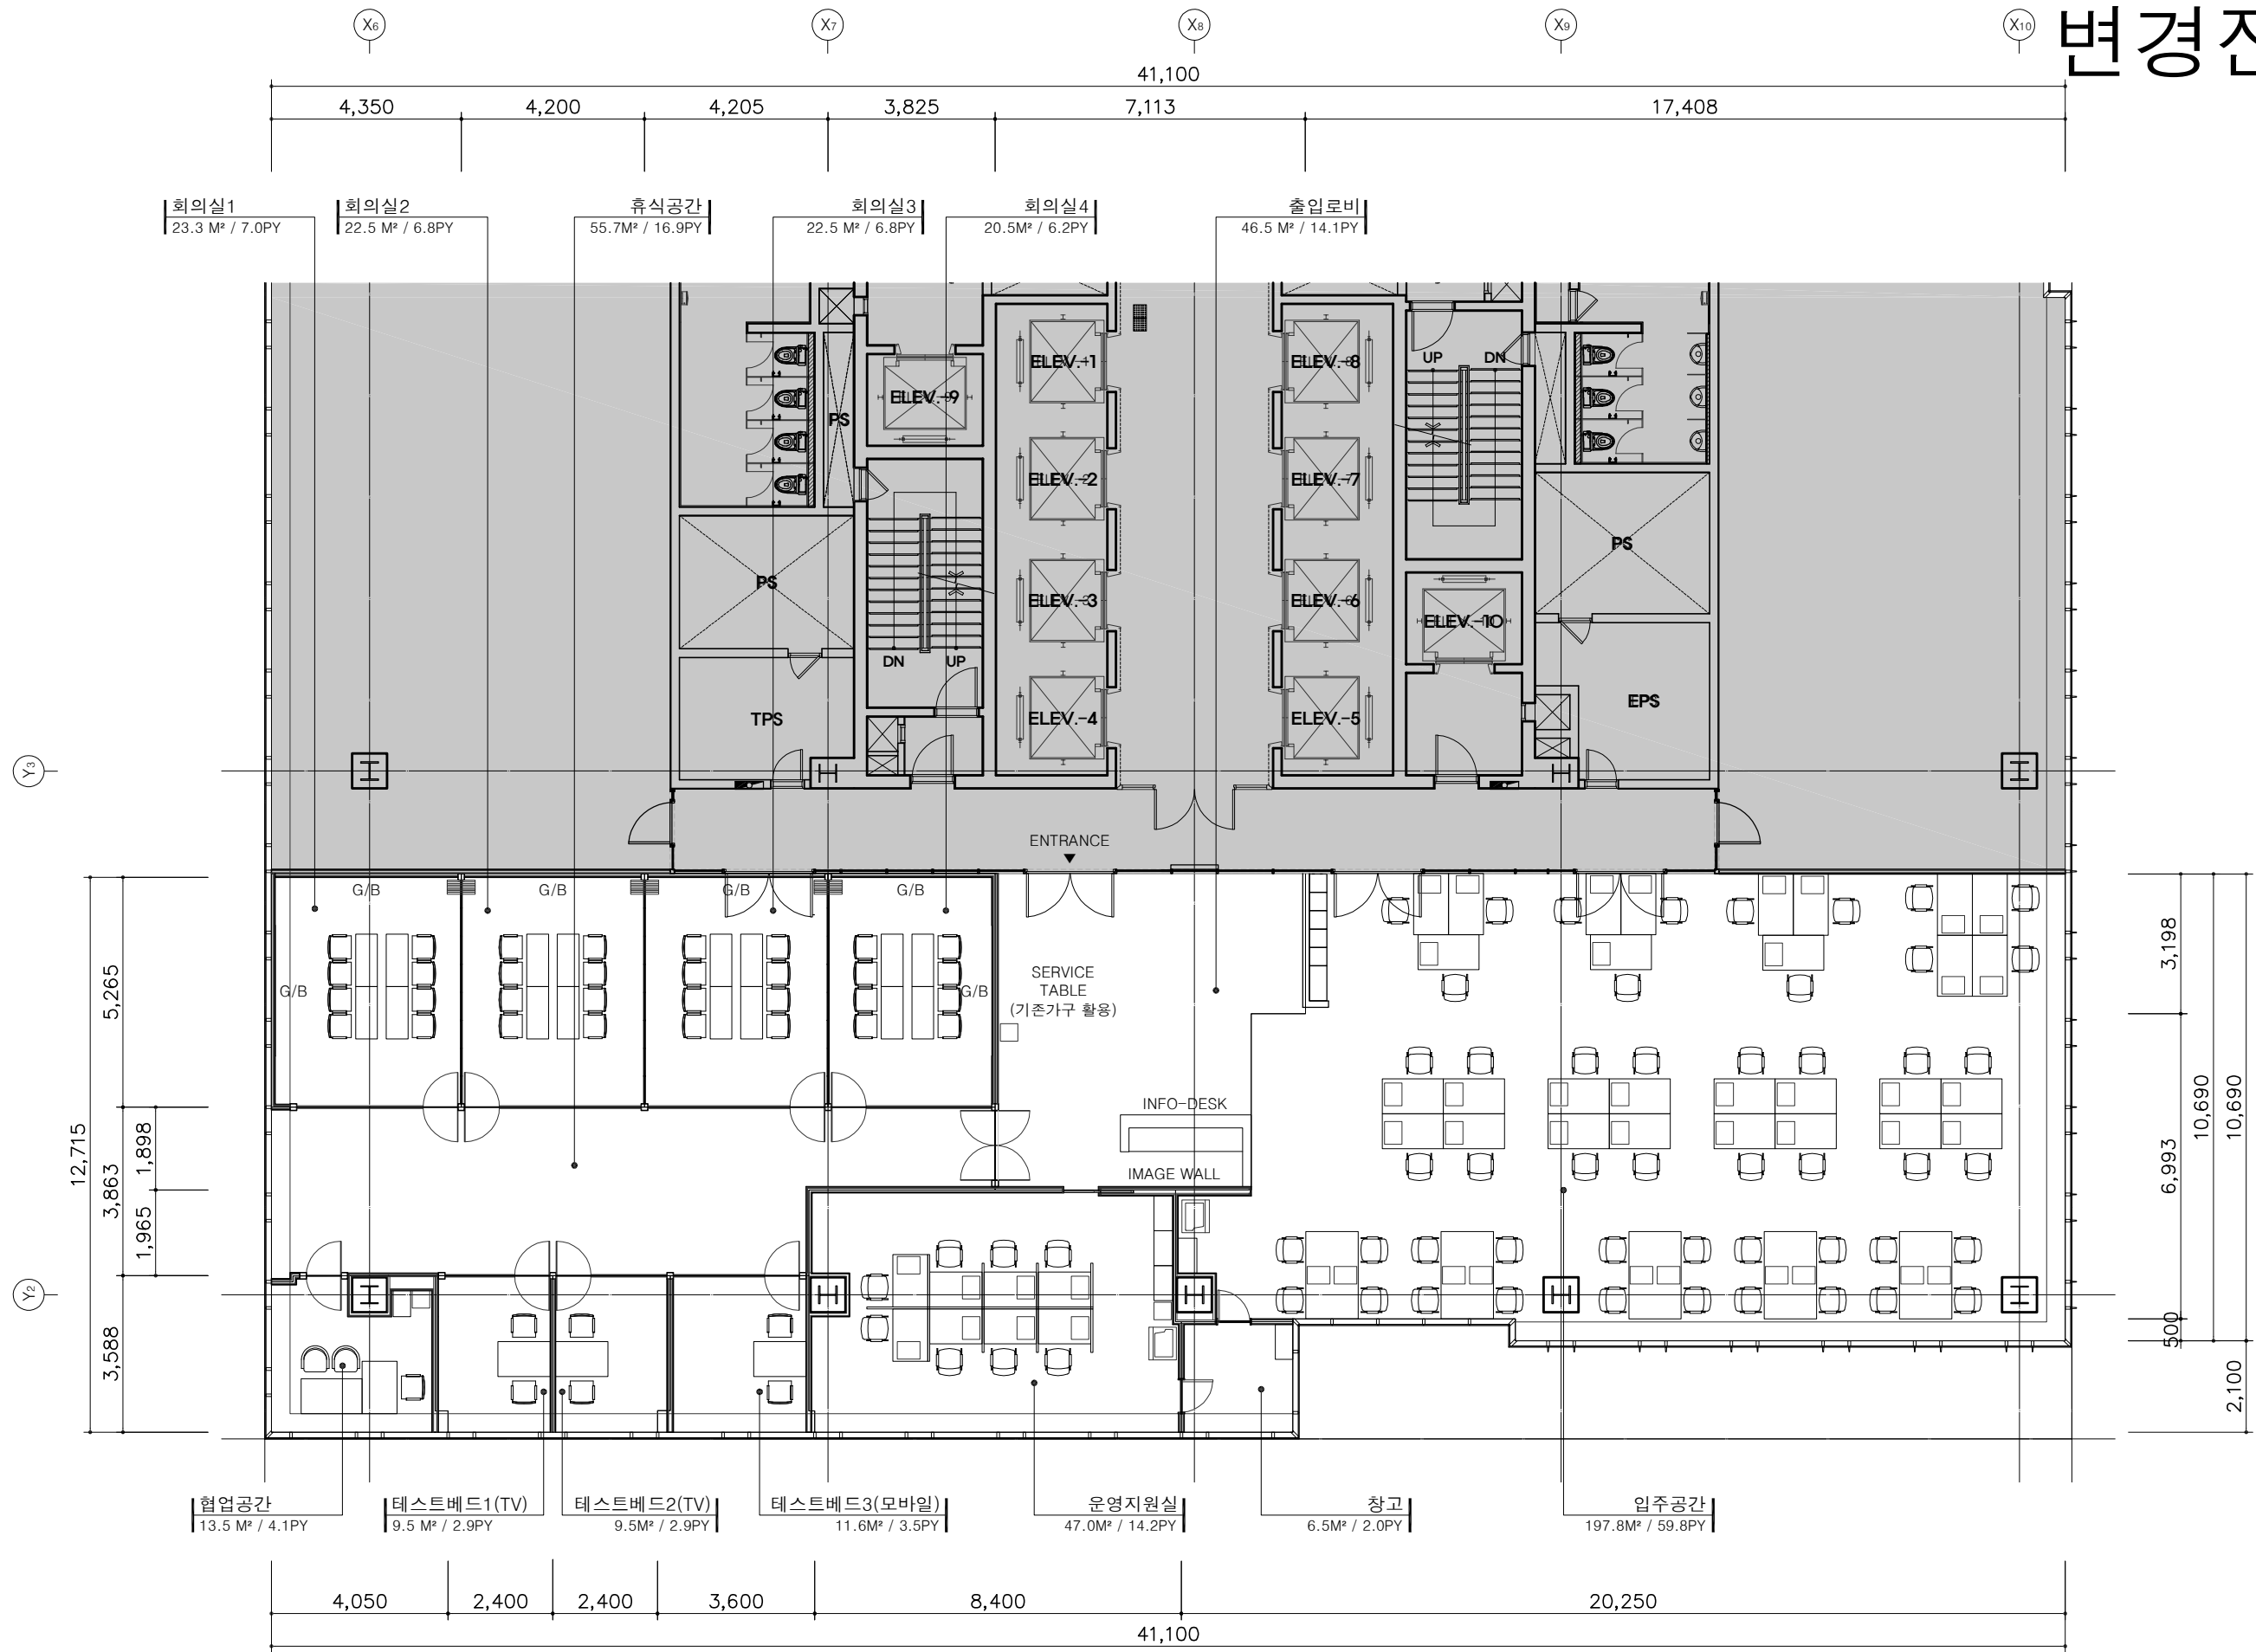 X6
X7
X8
X9
X10
변경전
41,100
4,350
4,200
4,205
3,825
7,113
17,408
회의실1
23.3 M² / 7.0PY
회의실2
22.5 M² / 6.8PY
휴식공간
55.7M² / 16.9PY
회의실3
22.5 M² / 6.8PY
회의실4
20.5M² / 6.2PY
출입로비
46.5 M² / 14.1PY
ELEV.-1
ELEV.-8
UP
DN
ELEV.-9
PS
ELEV.-2
ELEV.-7
PS
PS
ELEV.-3
ELEV.-6
ELEV.-10
DN
UP
EPS
TPS
ELEV.-4
ELEV.-5
Y3
ENTRANCE
G/B
G/B
G/B
G/B
G/B
G/B
SERVICE
TABLE
(기존가구 활용)
INFO-DESK
IMAGE WALL
12,715
5,265
3,863
1,898
1,965
3,588
3,198
6,993
500
10,690
10,690
2,100
Y2
협업공간
13.5 M² / 4.1PY
테스트베드1(TV)
9.5 M² / 2.9PY
테스트베드2(TV)
9.5M² / 2.9PY
테스트베드3(모바일)
11.6M² / 3.5PY
운영지원실
47.0M² / 14.2PY
창고
6.5M² / 2.0PY
입주공간
197.8M² / 59.8PY
4,050
2,400
2,400
3,600
8,400
20,250
41,100